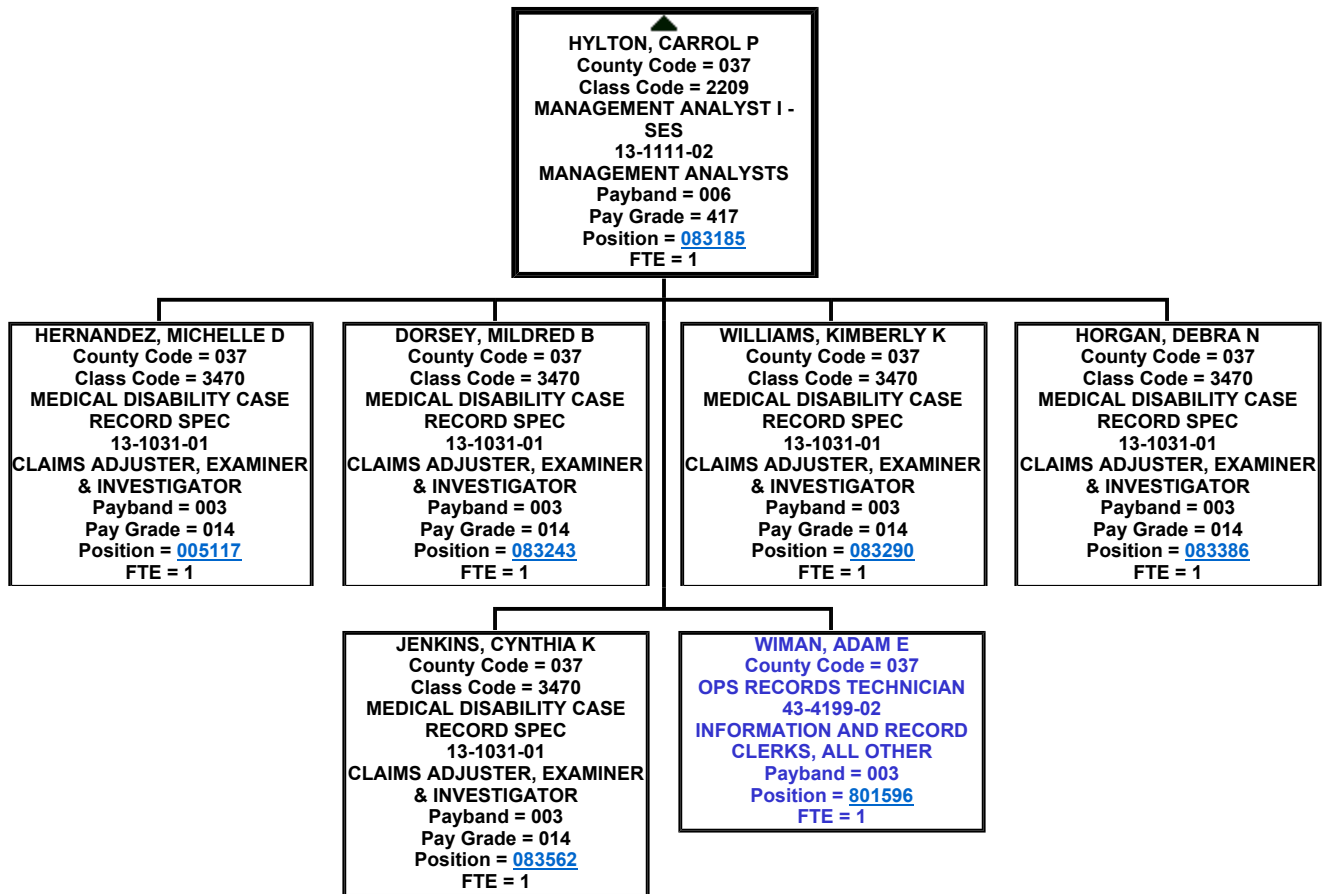 HYLTON, CARROL P
County Code = 037
Class Code = 2209
MANAGEMENT ANALYST I -
SES
13-1111-02
MANAGEMENT ANALYSTS
Payband = 006
Pay Grade = 417
Position = 083185
FTE = 1
HERNANDEZ, MICHELLE D
County Code = 037
Class Code = 3470
MEDICAL DISABILITY CASE
RECORD SPEC
13-1031-01
CLAIMS ADJUSTER, EXAMINER
& INVESTIGATOR
Payband = 003
Pay Grade = 014
Position = 005117
FTE = 1
DORSEY, MILDRED B
County Code = 037
Class Code = 3470
MEDICAL DISABILITY CASE
RECORD SPEC
13-1031-01
CLAIMS ADJUSTER, EXAMINER
& INVESTIGATOR
Payband = 003
Pay Grade = 014
Position = 083243
FTE = 1
WILLIAMS, KIMBERLY K
County Code = 037
Class Code = 3470
MEDICAL DISABILITY CASE
RECORD SPEC
13-1031-01
CLAIMS ADJUSTER, EXAMINER
& INVESTIGATOR
Payband = 003
Pay Grade = 014
Position = 083290
FTE = 1
HORGAN, DEBRA N
County Code = 037
Class Code = 3470
MEDICAL DISABILITY CASE
RECORD SPEC
13-1031-01
CLAIMS ADJUSTER, EXAMINER
& INVESTIGATOR
Payband = 003
Pay Grade = 014
Position = 083386
FTE = 1
JENKINS, CYNTHIA K
County Code = 037
Class Code = 3470
MEDICAL DISABILITY CASE
RECORD SPEC
13-1031-01
CLAIMS ADJUSTER, EXAMINER
& INVESTIGATOR
Payband = 003
Pay Grade = 014
Position = 083562
FTE = 1
WIMAN, ADAM E
County Code = 037
OPS RECORDS TECHNICIAN
43-4199-02
INFORMATION AND RECORD
CLERKS, ALL OTHER
Payband = 003
Position = 801596
FTE = 1